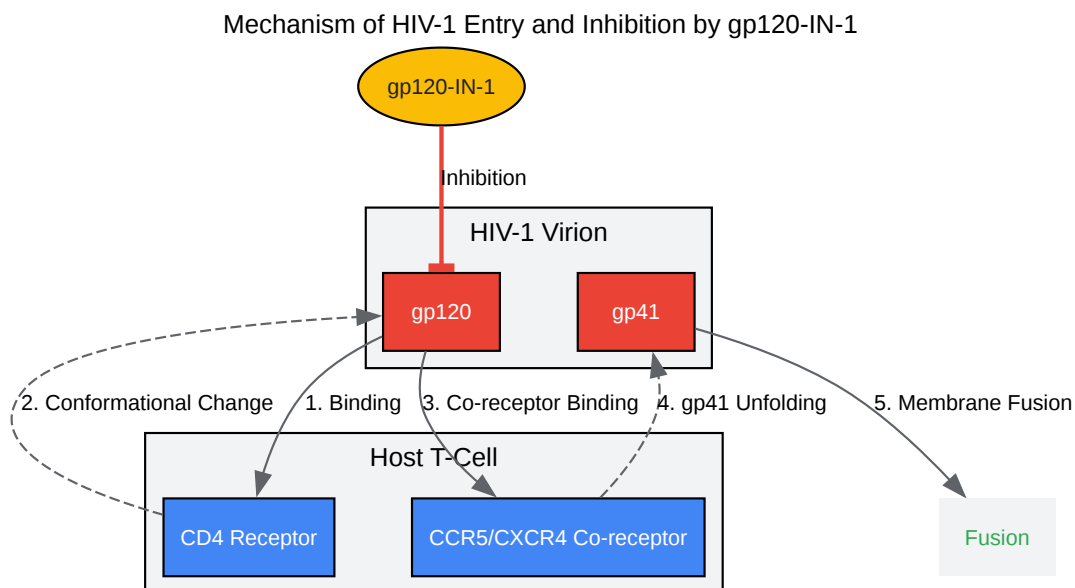 Mechanism of HIV-1 Entry and Inhibition by gp120-IN-1
gp120-IN-1
Inhibition
HIV-1 Virion
gp120
gp41
2. Conformational Change
1. Binding
3. Co-receptor Binding
4. gp41 Unfolding
5. Membrane Fusion
Host T-Cell
CD4 Receptor
CCR5/CXCR4 Co-receptor
Fusion